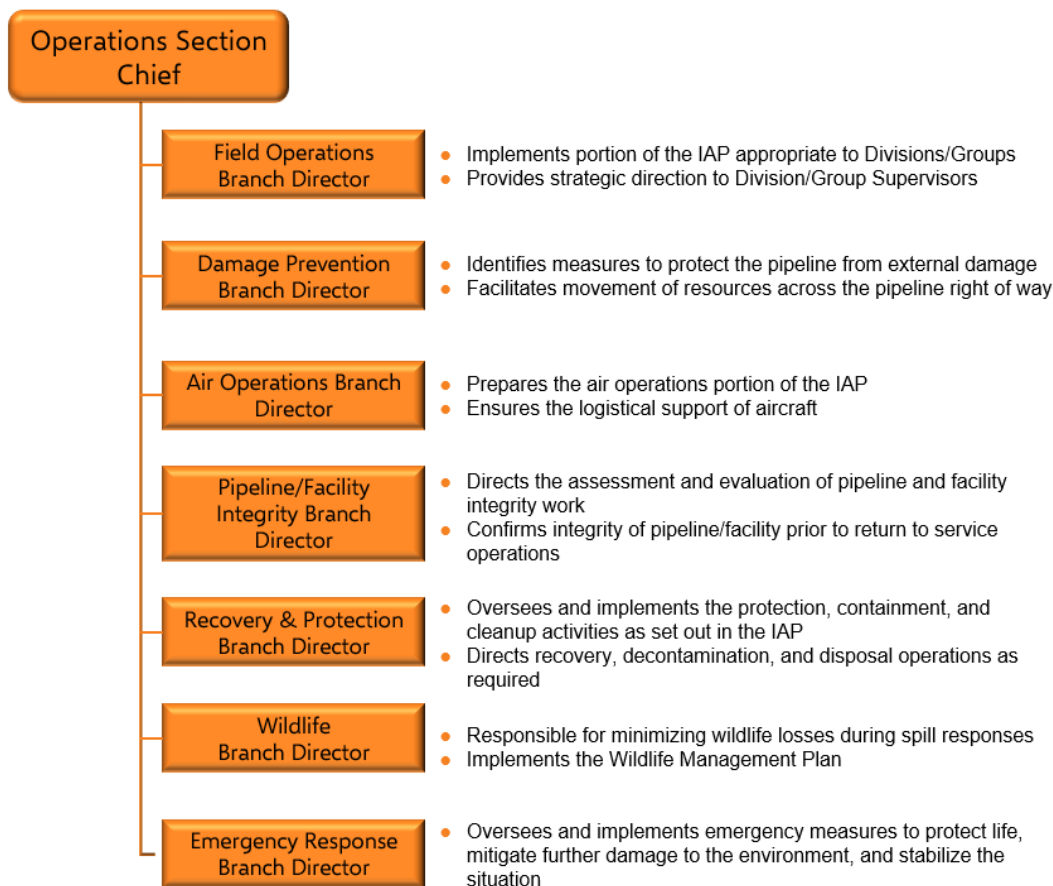 Operations Section
Chief
Field Operations
Branch Director
● Implements portion of the IAP appropriate to Divisions/Groups
● Provides strategic direction to Division/Group Supervisors
Damage Prevention
Branch Director
● Identifies measures to protect the pipeline from external damage
● Facilitates movement of resources across the pipeline right of way
Air Operations Branch
Director
● Prepares the air operations portion of the IAP
● Ensures the logistical support of aircraft
Pipeline/Facility
Integrity Branch
Director
● Directs the assessment and evaluation of pipeline and facility
integrity work
● Confirms integrity of pipeline/facility prior to return to service
operations
Recovery & Protection
Branch Director
● Oversees and implements the protection, containment, and
cleanup activities as set out in the IAP
● Directs recovery, decontamination, and disposal operations as
required
Wildlife
Branch Director
● Responsible for minimizing wildlife losses during spill responses
● Implements the Wildlife Management Plan
Emergency Response
Branch Director
● Oversees and implements emergency measures to protect life,
mitigate further damage to the environment, and stabilize the
situation